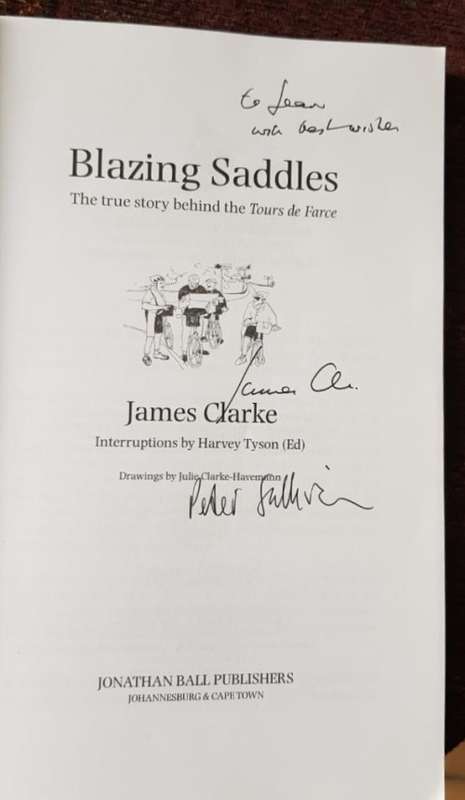 to Jean
with best wishes
Blazing Saddles
The true story behind the Tours de Farce
James Clarke
Interruptions by Harvey Tyson (Ed)
Drawings by Julie Clarke-Havemann
Peter Sullivan
JONATHAN BALL PUBLISHERS
JOHANNESBURG & CAPE TOWN